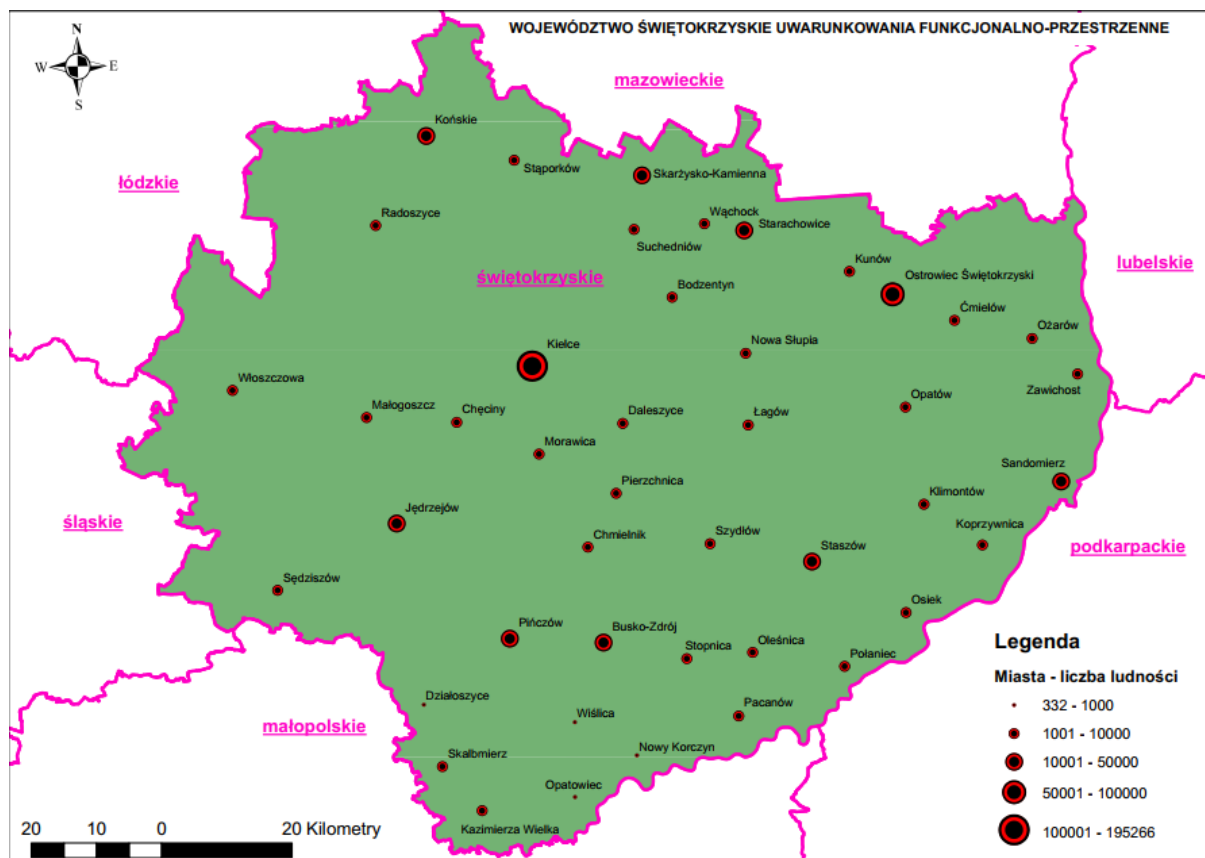 WOJEWÓDZTWO ŚWIĘTOKRZYSKIE UWARUNKOWANIA FUNKCJONALNO-PRZESTRZENNE
N
W E
S
mazowieckie
łódzkie
lubelskie
świętokrzyskie
śląskie
podkarpackie
małopolskie
Końskie
Stąporków
Skarżysko-Kamienna
Radoszyce
Wąchock
Starachowice
Suchedniów
Kunów
Ostrowiec Świętokrzyski
Bodzentyn
Ćmielów
Ożarów
Kielce
Nowa Słupia
Włoszczowa
Zawichost
Małogoszcz
Chęciny
Daleszyce
Łagów
Opatów
Morawica
Sandomierz
Pierzchnica
Klimontów
Jędrzejów
Koprzywnica
Chmielnik
Szydłów
Staszów
Sędziszów
Osiek
Pińczów
Busko-Zdrój
Stopnica
Oleśnica
Połaniec
Działoszyce
Wiślica
Pacanów
Skalbmierz
Nowy Korczyn
Opatowiec
Kazimierza Wielka
Legenda
Miasta - liczba ludności
332 - 1000
1001 - 10000
10001 - 50000
50001 - 100000
100001 - 195266
20 10 0 20 Kilometry